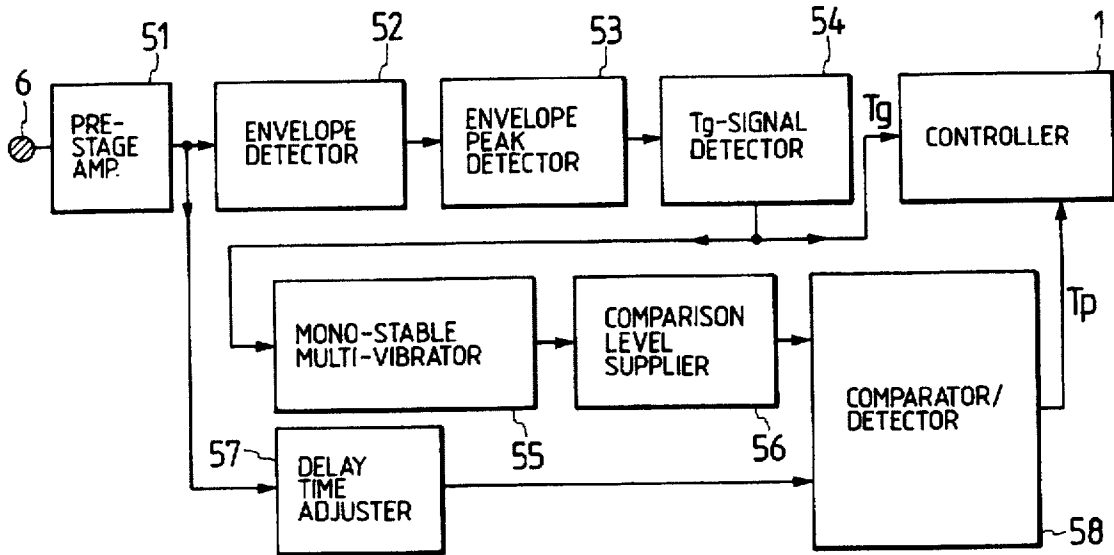 51
52
53
54
1
6
PRE-
STAGE
AMP.
ENVELOPE
DETECTOR
ENVELOPE
PEAK
DETECTOR
Tg-SIGNAL
DETECTOR
Tg
CONTROLLER
MONO-STABLE
MULTI-VIBRATOR
COMPARISON
LEVEL
SUPPLIER
COMPARATOR/
DETECTOR
Tp
55
56
57
DELAY
TIME
ADJUSTER
58